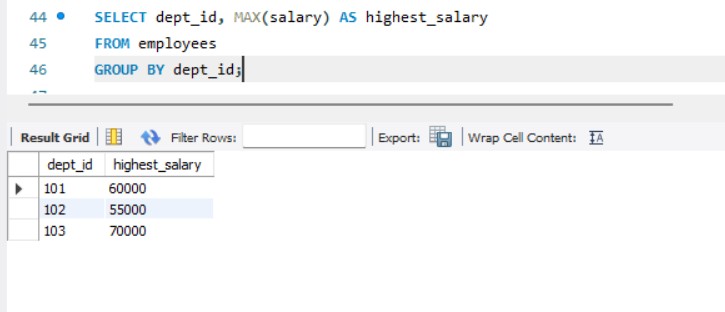 44 SELECT dept_id, MAX(salary) AS highest_salary
45 FROM employees
46 GROUP BY dept_id;
Result Grid Filter Rows: Export: Wrap Cell Content: IA
dept_id highest_salary
101 60000
102 55000
103 70000